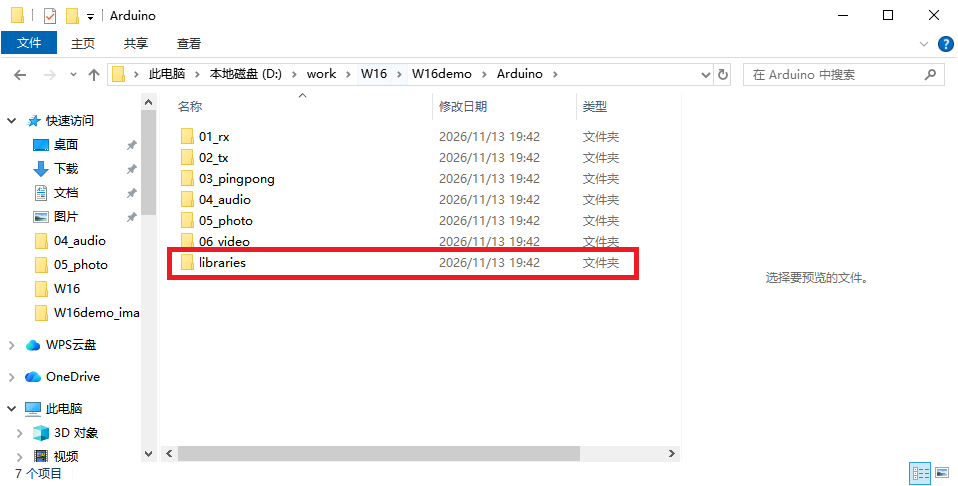 Arduino
文件 主页 共享 查看
此电脑 本地磁盘 (D:) work W16 W16demo Arduino
在 Arduino 中搜索
快速访问
桌面
下载
文档
图片
04_audio
05_photo
W16
W16demo_ima
WPS云盘
OneDrive
此电脑
3D 对象
视频
名称 修改日期 类型
01_rx 2026/11/13 19:42 文件夹
02_tx 2026/11/13 19:42 文件夹
03_pingpong 2026/11/13 19:42 文件夹
04_audio 2026/11/13 19:42 文件夹
05_photo 2026/11/13 19:42 文件夹
06_video 2026/11/13 19:42 文件夹
libraries 2026/11/13 19:42 文件夹
选择要预览的文件。
7 个项目